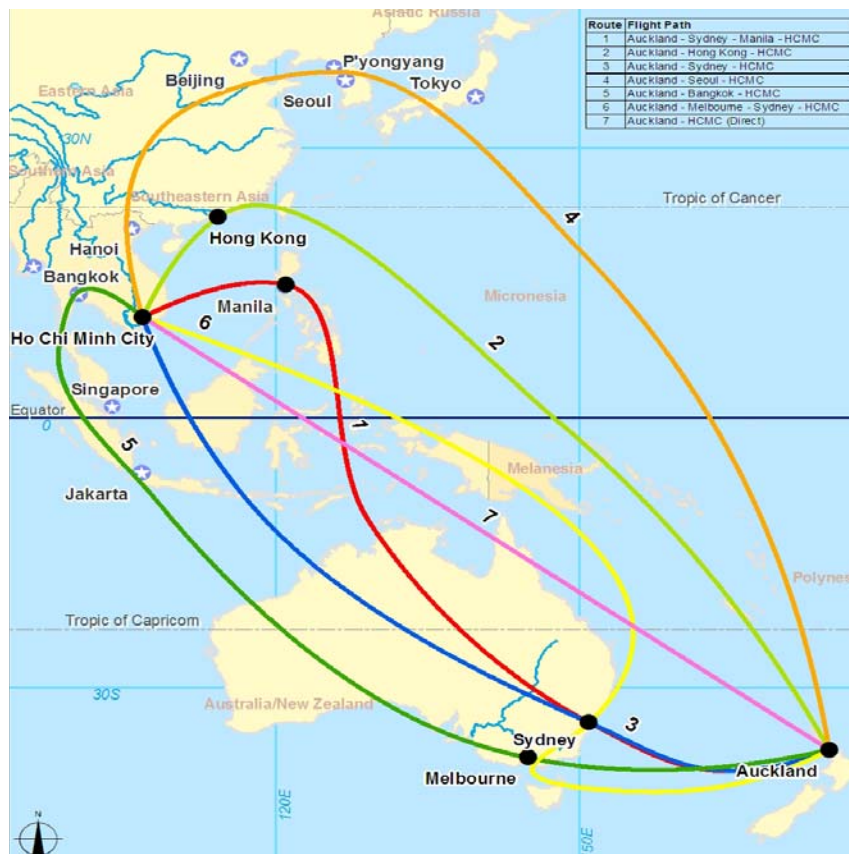 Asiatic Russia
Route Flight Path
1 Auckland - Sydney - Manila - HCMC
2 Auckland - Hong Kong - HCMC
3 Auckland - Sydney - HCMC
4 Auckland - Seoul - HCMC
5 Auckland - Bangkok - HCMC
6 Auckland - Melbourne - Sydney - HCMC
7 Auckland - HCMC (Direct)
P'yongyang
Beijing
Tokyo
Eastern Asia
Seoul
30N
Southern Asia
Southeastern Asia
Tropic of Cancer
4
Hong Kong
Hanoi
Bangkok
Micronesia
Manila
6
Ho Chi Minh City
2
Singapore
Equator
0
1
5
Melanesia
Jakarta
7
Polynes
Tropic of Capricorn
30S
Australia/New Zealand
3
Sydney
Auckland
Melbourne
120E
50E
N